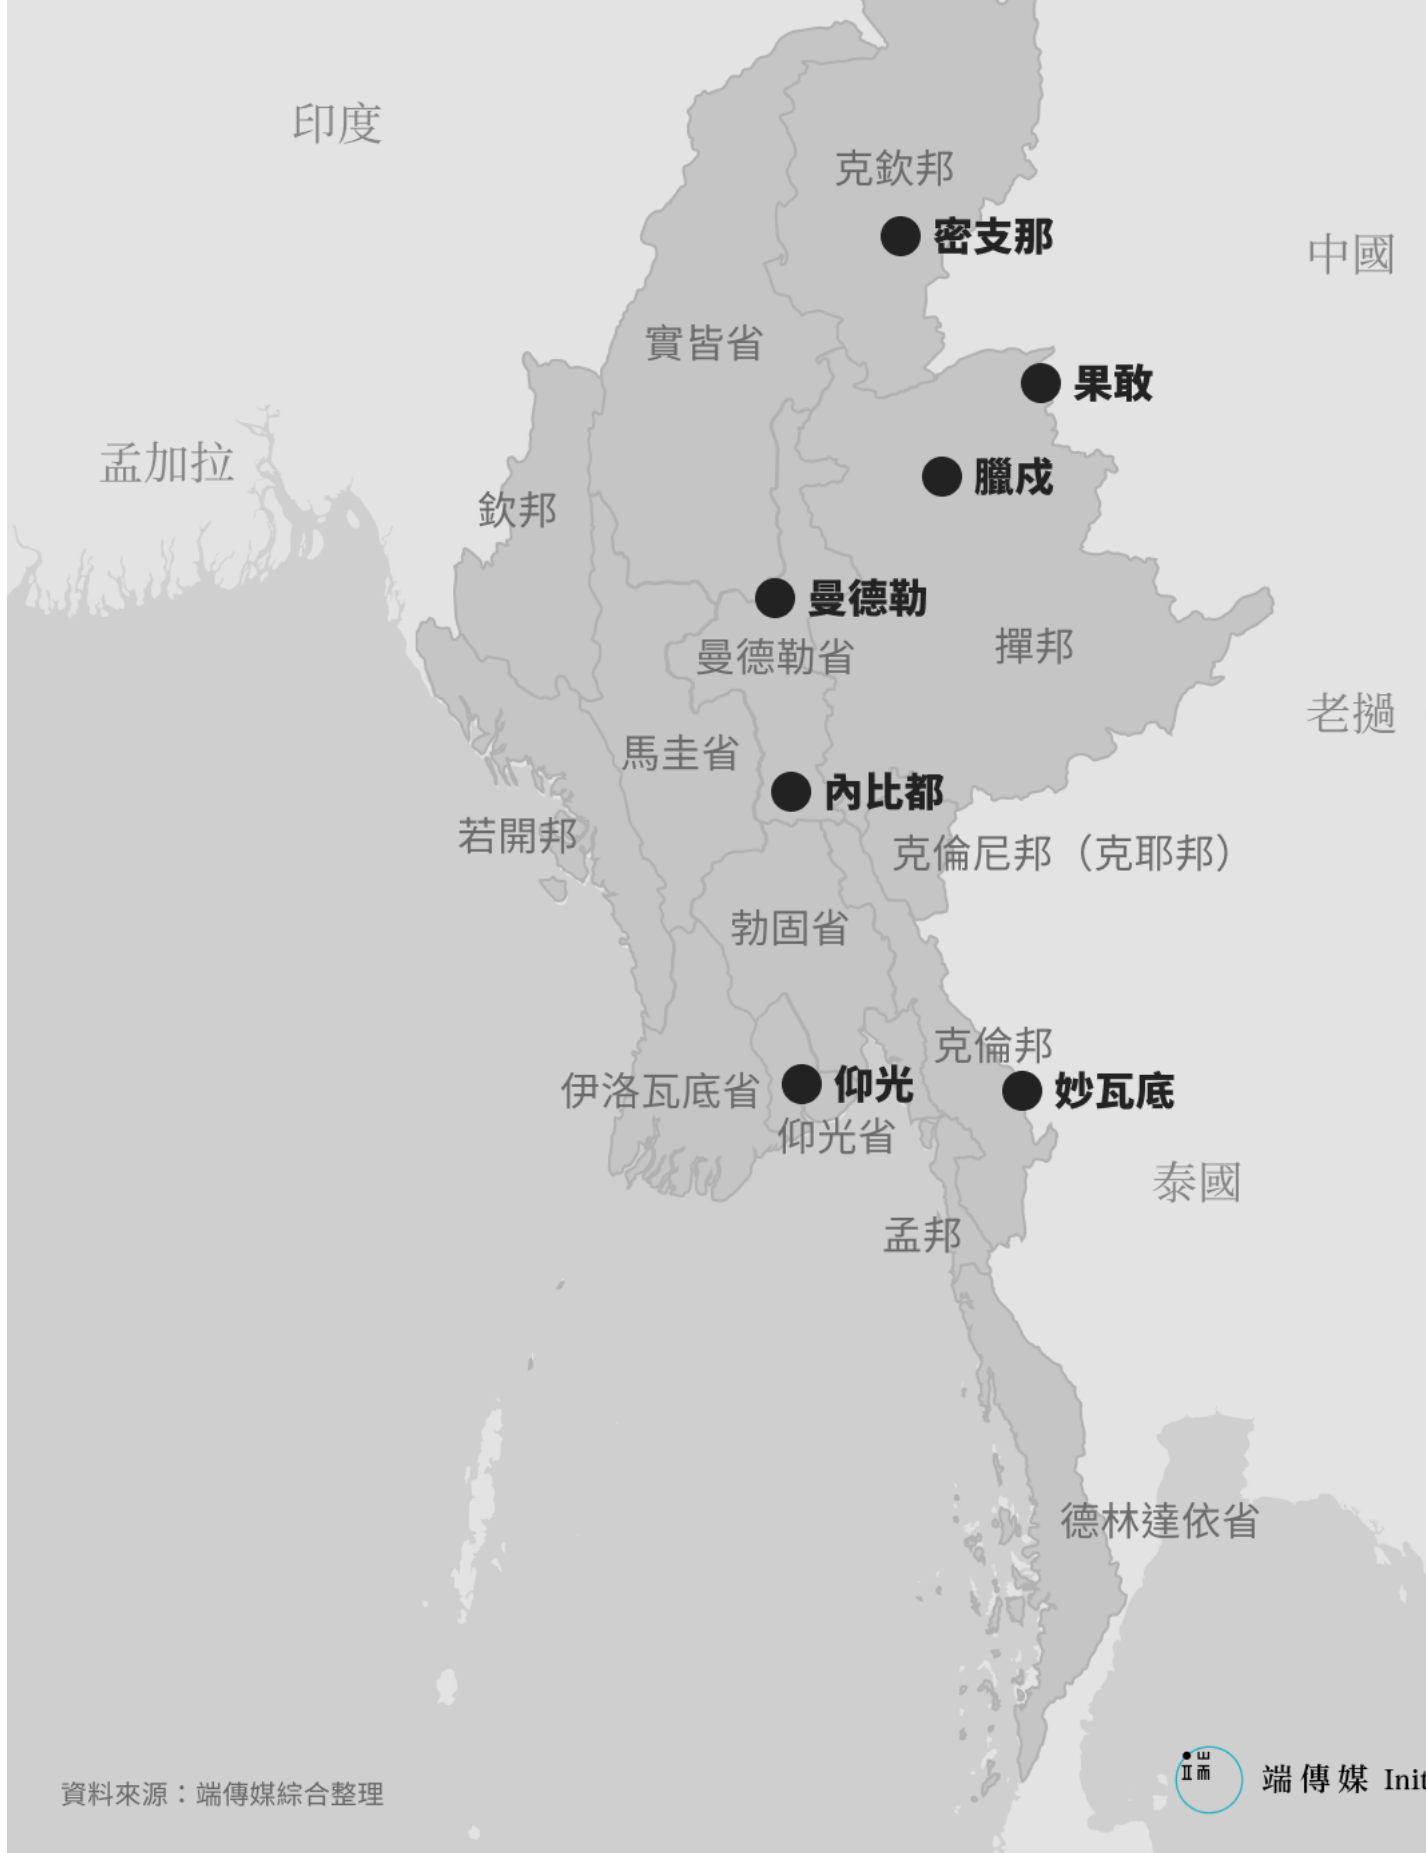 印度
克欽邦
密支那
中國
實皆省
果敢
孟加拉
臘戍
欽邦
曼德勒
撣邦
曼德勒省
老撾
馬圭省
內比都
若開邦
克倫尼邦（克耶邦）
勃固省
克倫邦
仰光
伊洛瓦底省
妙瓦底
仰光省
泰國
孟邦
德林達依省
端傳媒 Init
資料來源：端傳媒綜合整理